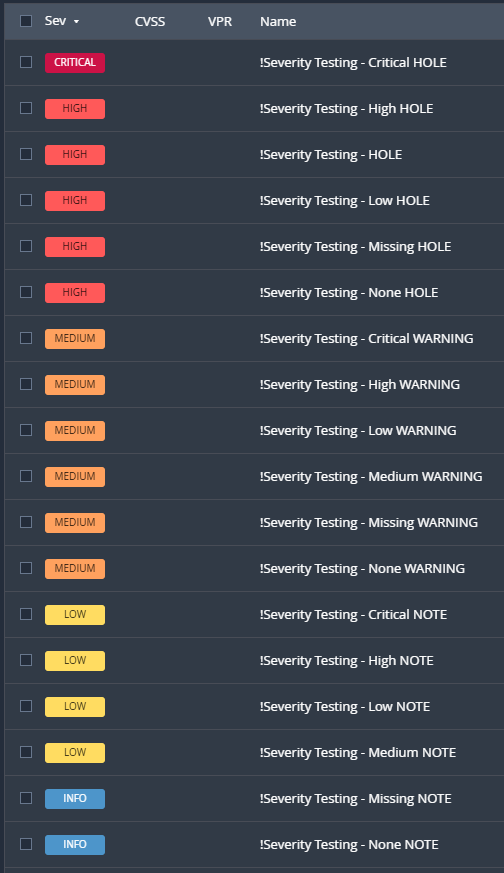 Sev CVSS VPR Name
CRITICAL !Severity Testing - Critical HOLE
HIGH !Severity Testing - High HOLE
HIGH !Severity Testing - HOLE
HIGH !Severity Testing - Low HOLE
HIGH !Severity Testing - Missing HOLE
HIGH !Severity Testing - None HOLE
MEDIUM !Severity Testing - Critical WARNING
MEDIUM !Severity Testing - High WARNING
MEDIUM !Severity Testing - Low WARNING
MEDIUM !Severity Testing - Medium WARNING
MEDIUM !Severity Testing - Missing WARNING
MEDIUM !Severity Testing - None WARNING
LOW !Severity Testing - Critical NOTE
LOW !Severity Testing - High NOTE
LOW !Severity Testing - Low NOTE
LOW !Severity Testing - Medium NOTE
INFO !Severity Testing - Missing NOTE
INFO !Severity Testing - None NOTE